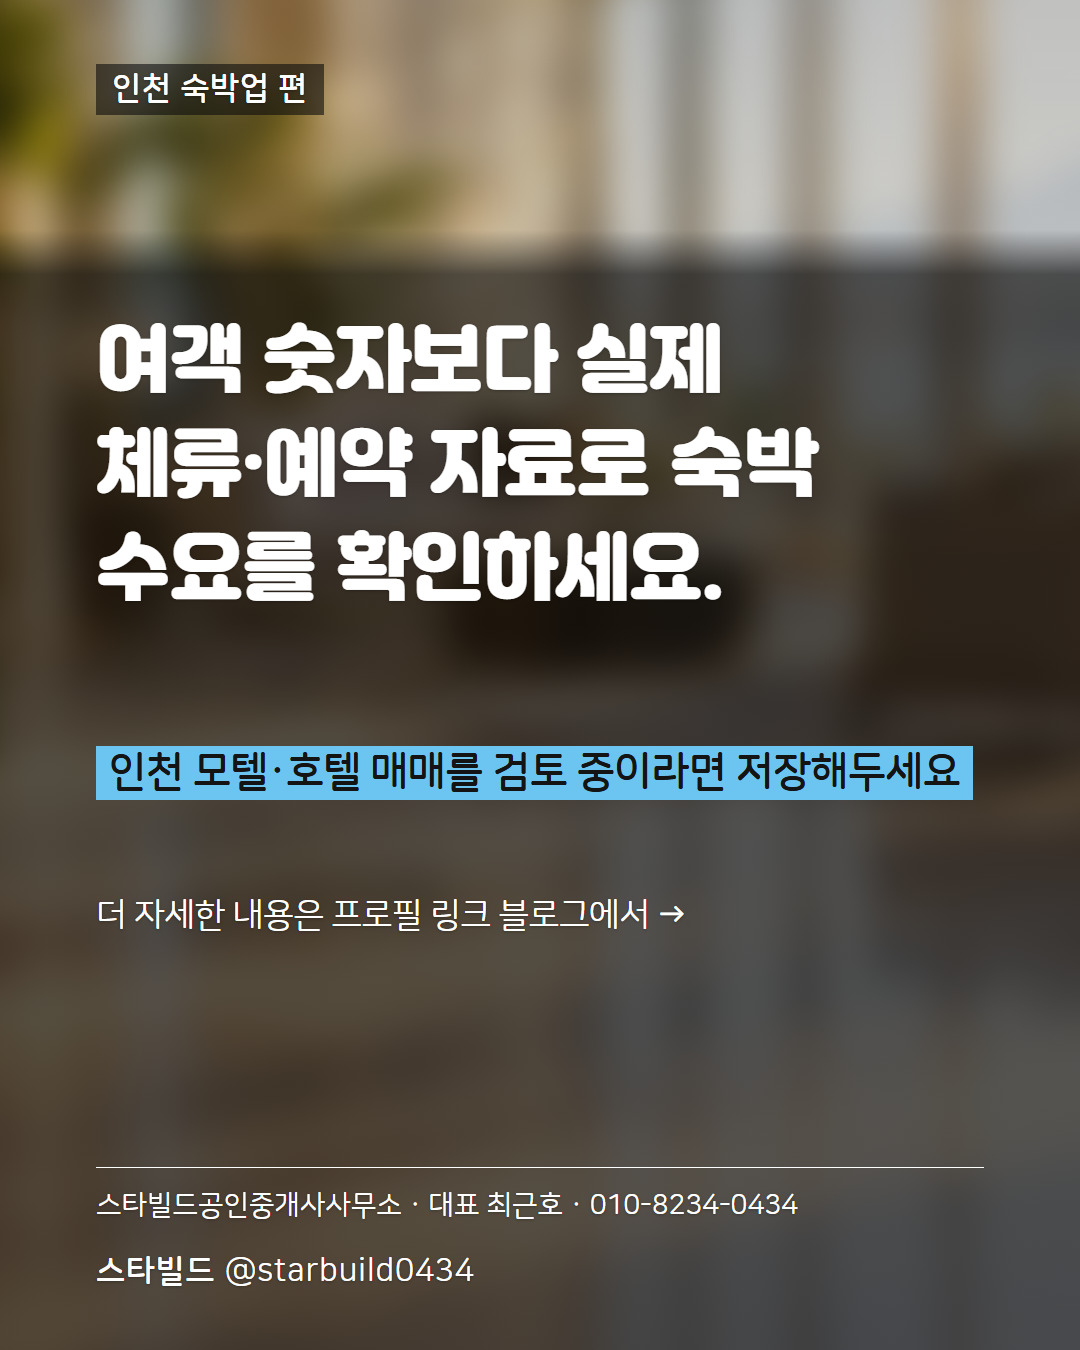 인천 숙박업 편
여객 숫자보다 실제
체류·예약 자료로 숙박
수요를 확인하세요.
인천 모텔·호텔 매매를 검토 중이라면 저장해두세요
더 자세한 내용은 프로필 링크 블로그에서 →
스타빌드공인중개사사무소 · 대표 최근호 · 010-8234-0434
스타빌드 @starbuild0434